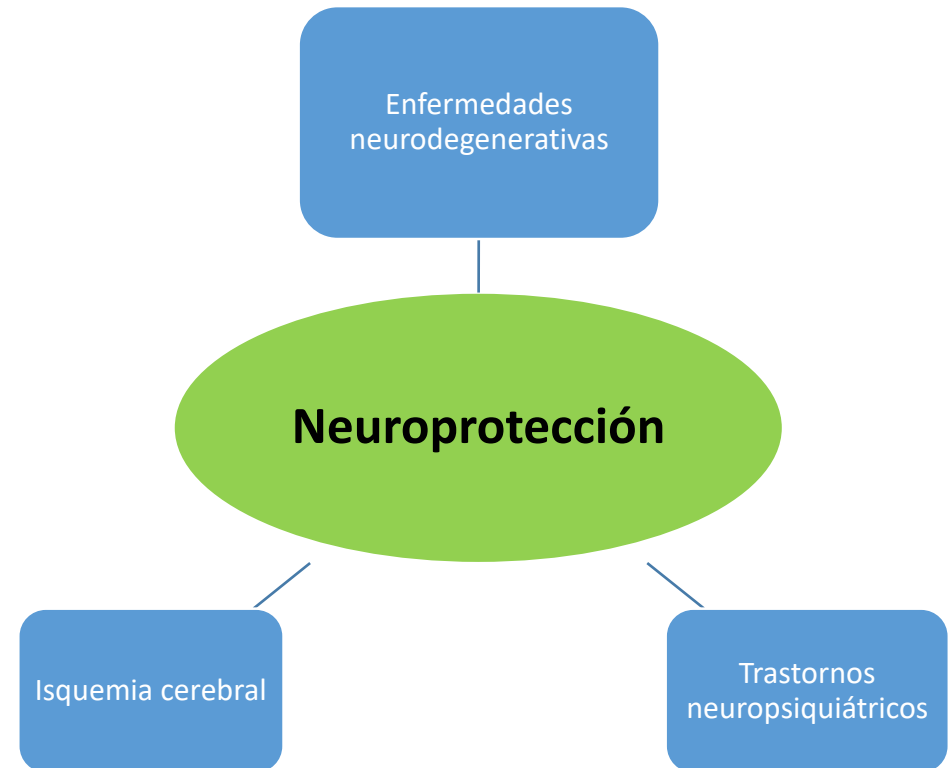 Enfermedades
neurodegenerativas
Neuroprotección
Isquemia cerebral
Trastornos
neuropsiquiátricos